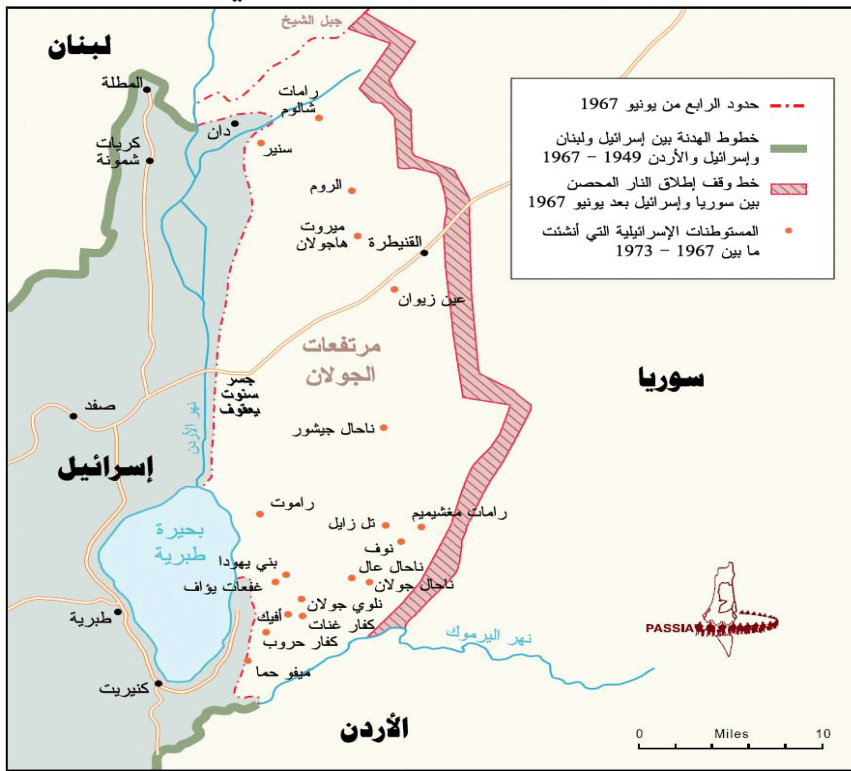 جبل الشيخ
لبنان
المطلة
رامات
شالوم
دان
كريات
شمونة
سنير
الروم
ميروت
هاجولان
القنيطرة
عين زيوان
مرتفعات
الجولان
جسر
سنوت
يعقوف
سوريا
صفد
نهر الأردن
ناحال جيشور
إسرائيل
راموت
رامات مغشيميم
تل زايل
بحيرة
طبرية
نوف
بني يهودا
ناحال عال
غفعات يؤاف
ناحال جولان
نلوي جولان
أفيك
كفار غنات
طبرية
نهر اليرموك
كفار حروب
ميفو حما
كنيريت
الأردن
حدود الرابع من يونيو 1967
خطوط الهدنة بين إسرائيل ولبنان
وإسرائيل والأردن 1949 – 1967
خط وقف إطلاق النار المحصن
بين سوريا وإسرائيل بعد يونيو 1967
المستوطنات الإسرائيلية التي أنشئت
ما بين 1967 – 1973
PASSIA
0 Miles 10